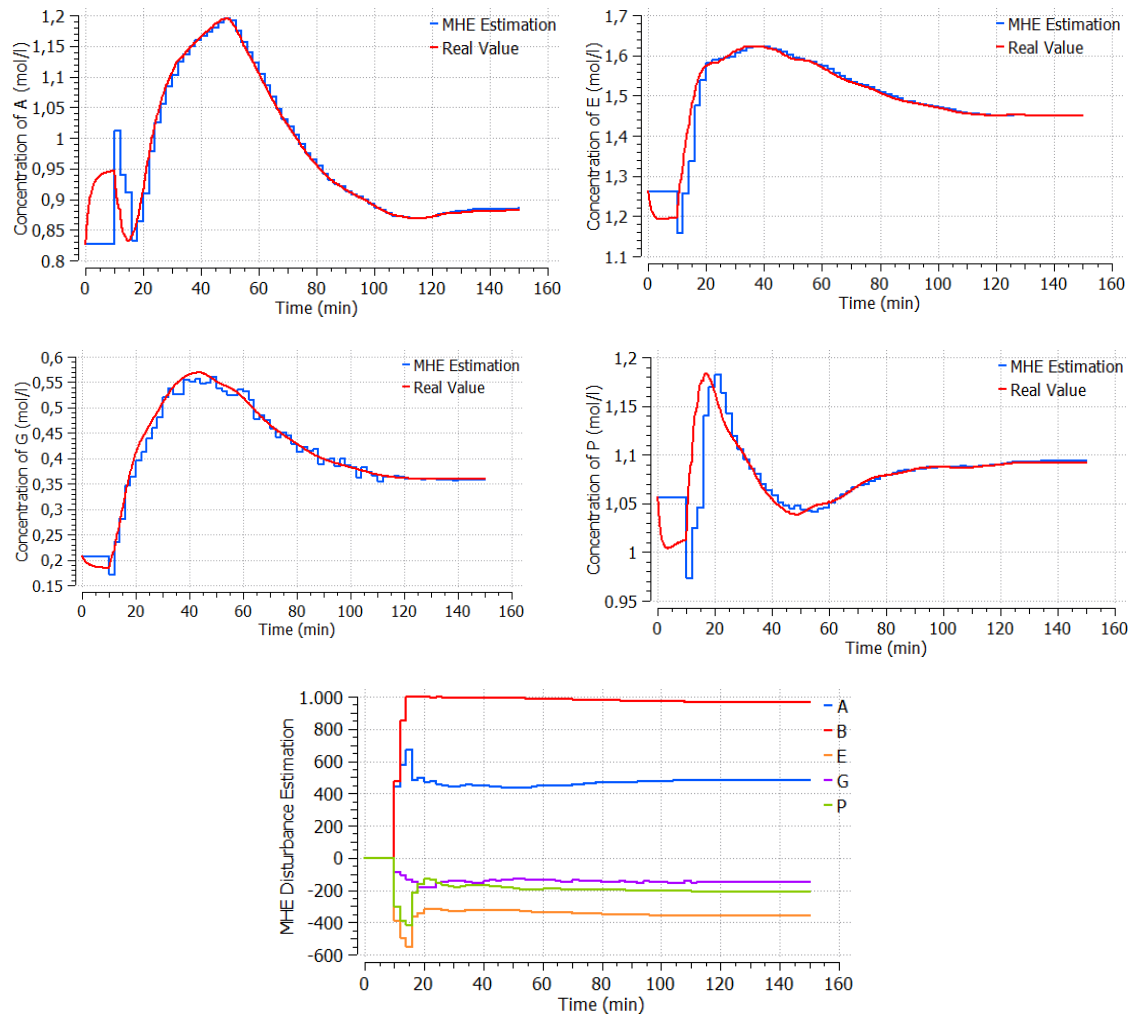 1,2
1,15
1,1
1,05
1
0,95
0,9
0,85
0.8
Concentration of A (mol/l)
MHE Estimation
Real Value
0 20 40 60 80 100 120 140 160
Time (min)
1,7
1,6
1,5
1,4
1,3
1,2
1.1
Concentration of E (mol/l)
MHE Estimation
Real Value
0 20 40 60 80 100 120 140 160
Time (min)
0,6
0,55
0,5
0,45
0,4
0,35
0,3
0,25
0,2
0.15
Concentration of G (mol/l)
MHE Estimation
Real Value
0 20 40 60 80 100 120 140 160
Time (min)
1,2
1,15
1,1
1,05
1
0.95
Concentration of P (mol/l)
MHE Estimation
Real Value
0 20 40 60 80 100 120 140 160
Time (min)
1.000
800
600
400
200
0
-200
-400
-600
MHE Disturbance Estimation
A
B
E
G
P
0 20 40 60 80 100 120 140 160
Time (min)